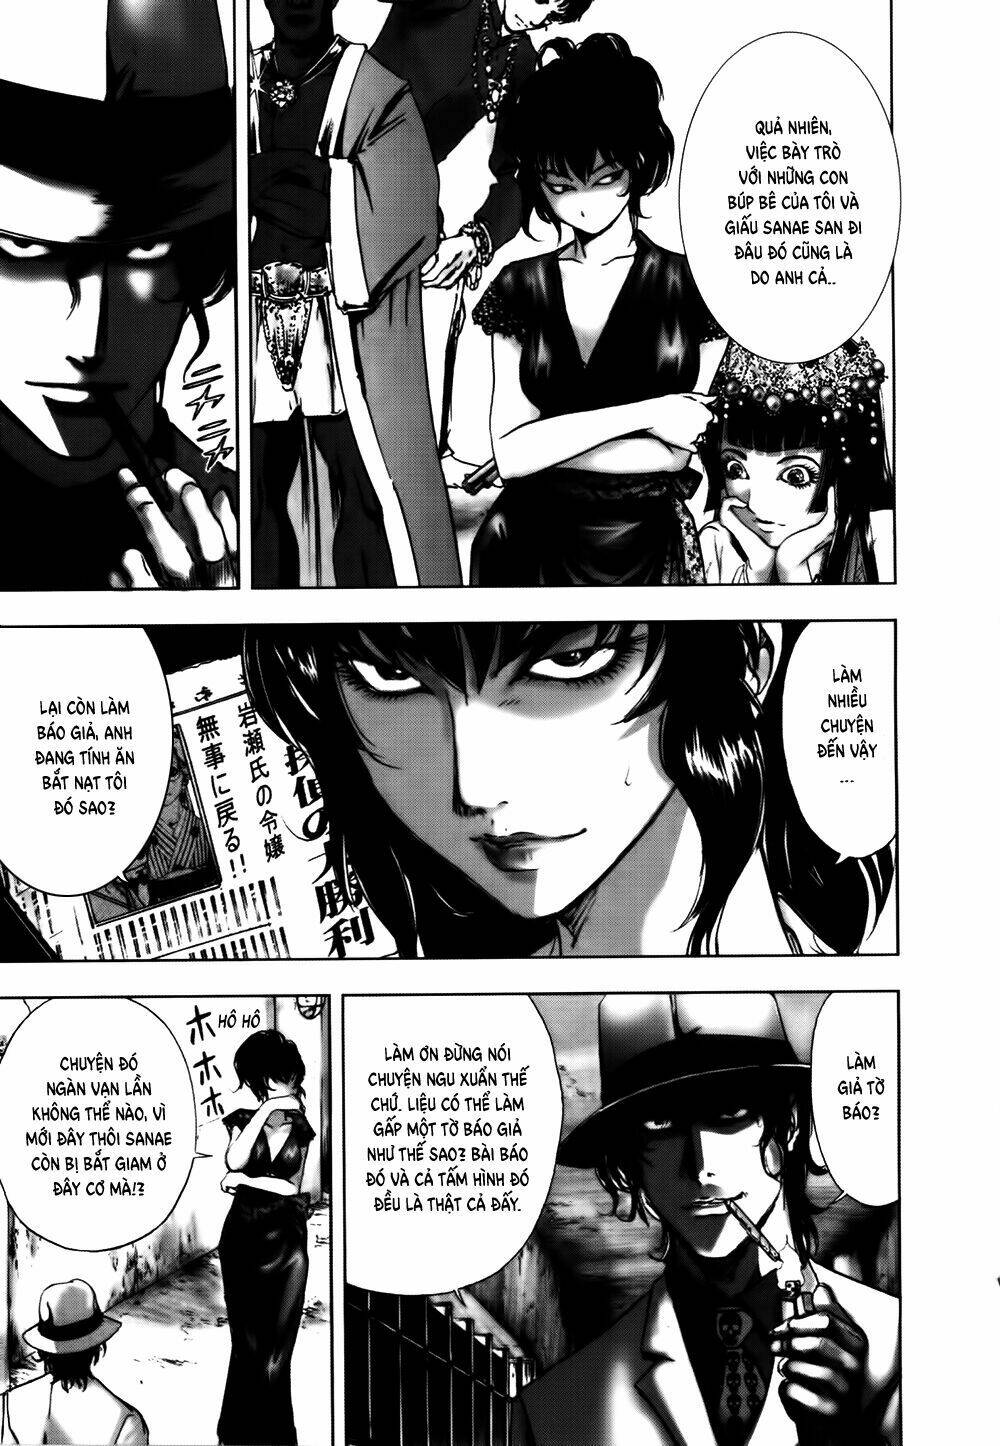 QUẢ NHIÊN,
VIỆC BÀY TRÒ
VỚI NHỮNG CON
BÚP BÊ CỦA TÔI VÀ
GIẤU SANAE SAN ĐI
ĐÂU ĐÓ CŨNG LÀ
DO ANH CẢ..
ニヤ
ニヤ
LÀM
NHIỀU
CHUYỆN
ĐẾN VẬY
...
探偵の大勝利
岩瀬氏の令嬢
無事に戻る!!
LẠI CÒN LÀM
BÁO GIẢ, ANH
ĐANG TÍNH ĂN
BẮT NẠT TÔI
ĐÓ SAO?
LÀM
GIẢ TỜ
BÁO?
LÀM ƠN ĐỪNG NÓI
CHUYỆN NGU XUẨN THẾ
CHỨ. LIỆU CÓ THỂ LÀM
GẤP MỘT TỜ BÁO GIẢ
NHƯ THẾ SAO? BÀI BÁO
ĐÓ VÀ CẢ TẤM HÌNH ĐÓ
ĐỀU LÀ THẬT CẢ ĐẤY.
HÔ HÔ
ホホホホ
CHUYỆN ĐÓ
NGÀN VẠN LẦN
KHÔNG THỂ NÀO, VÌ
MỚI ĐÂY THÔI SANAE
CÒN BỊ BẮT GIAM Ở
ĐÂY CƠ MÀ!?